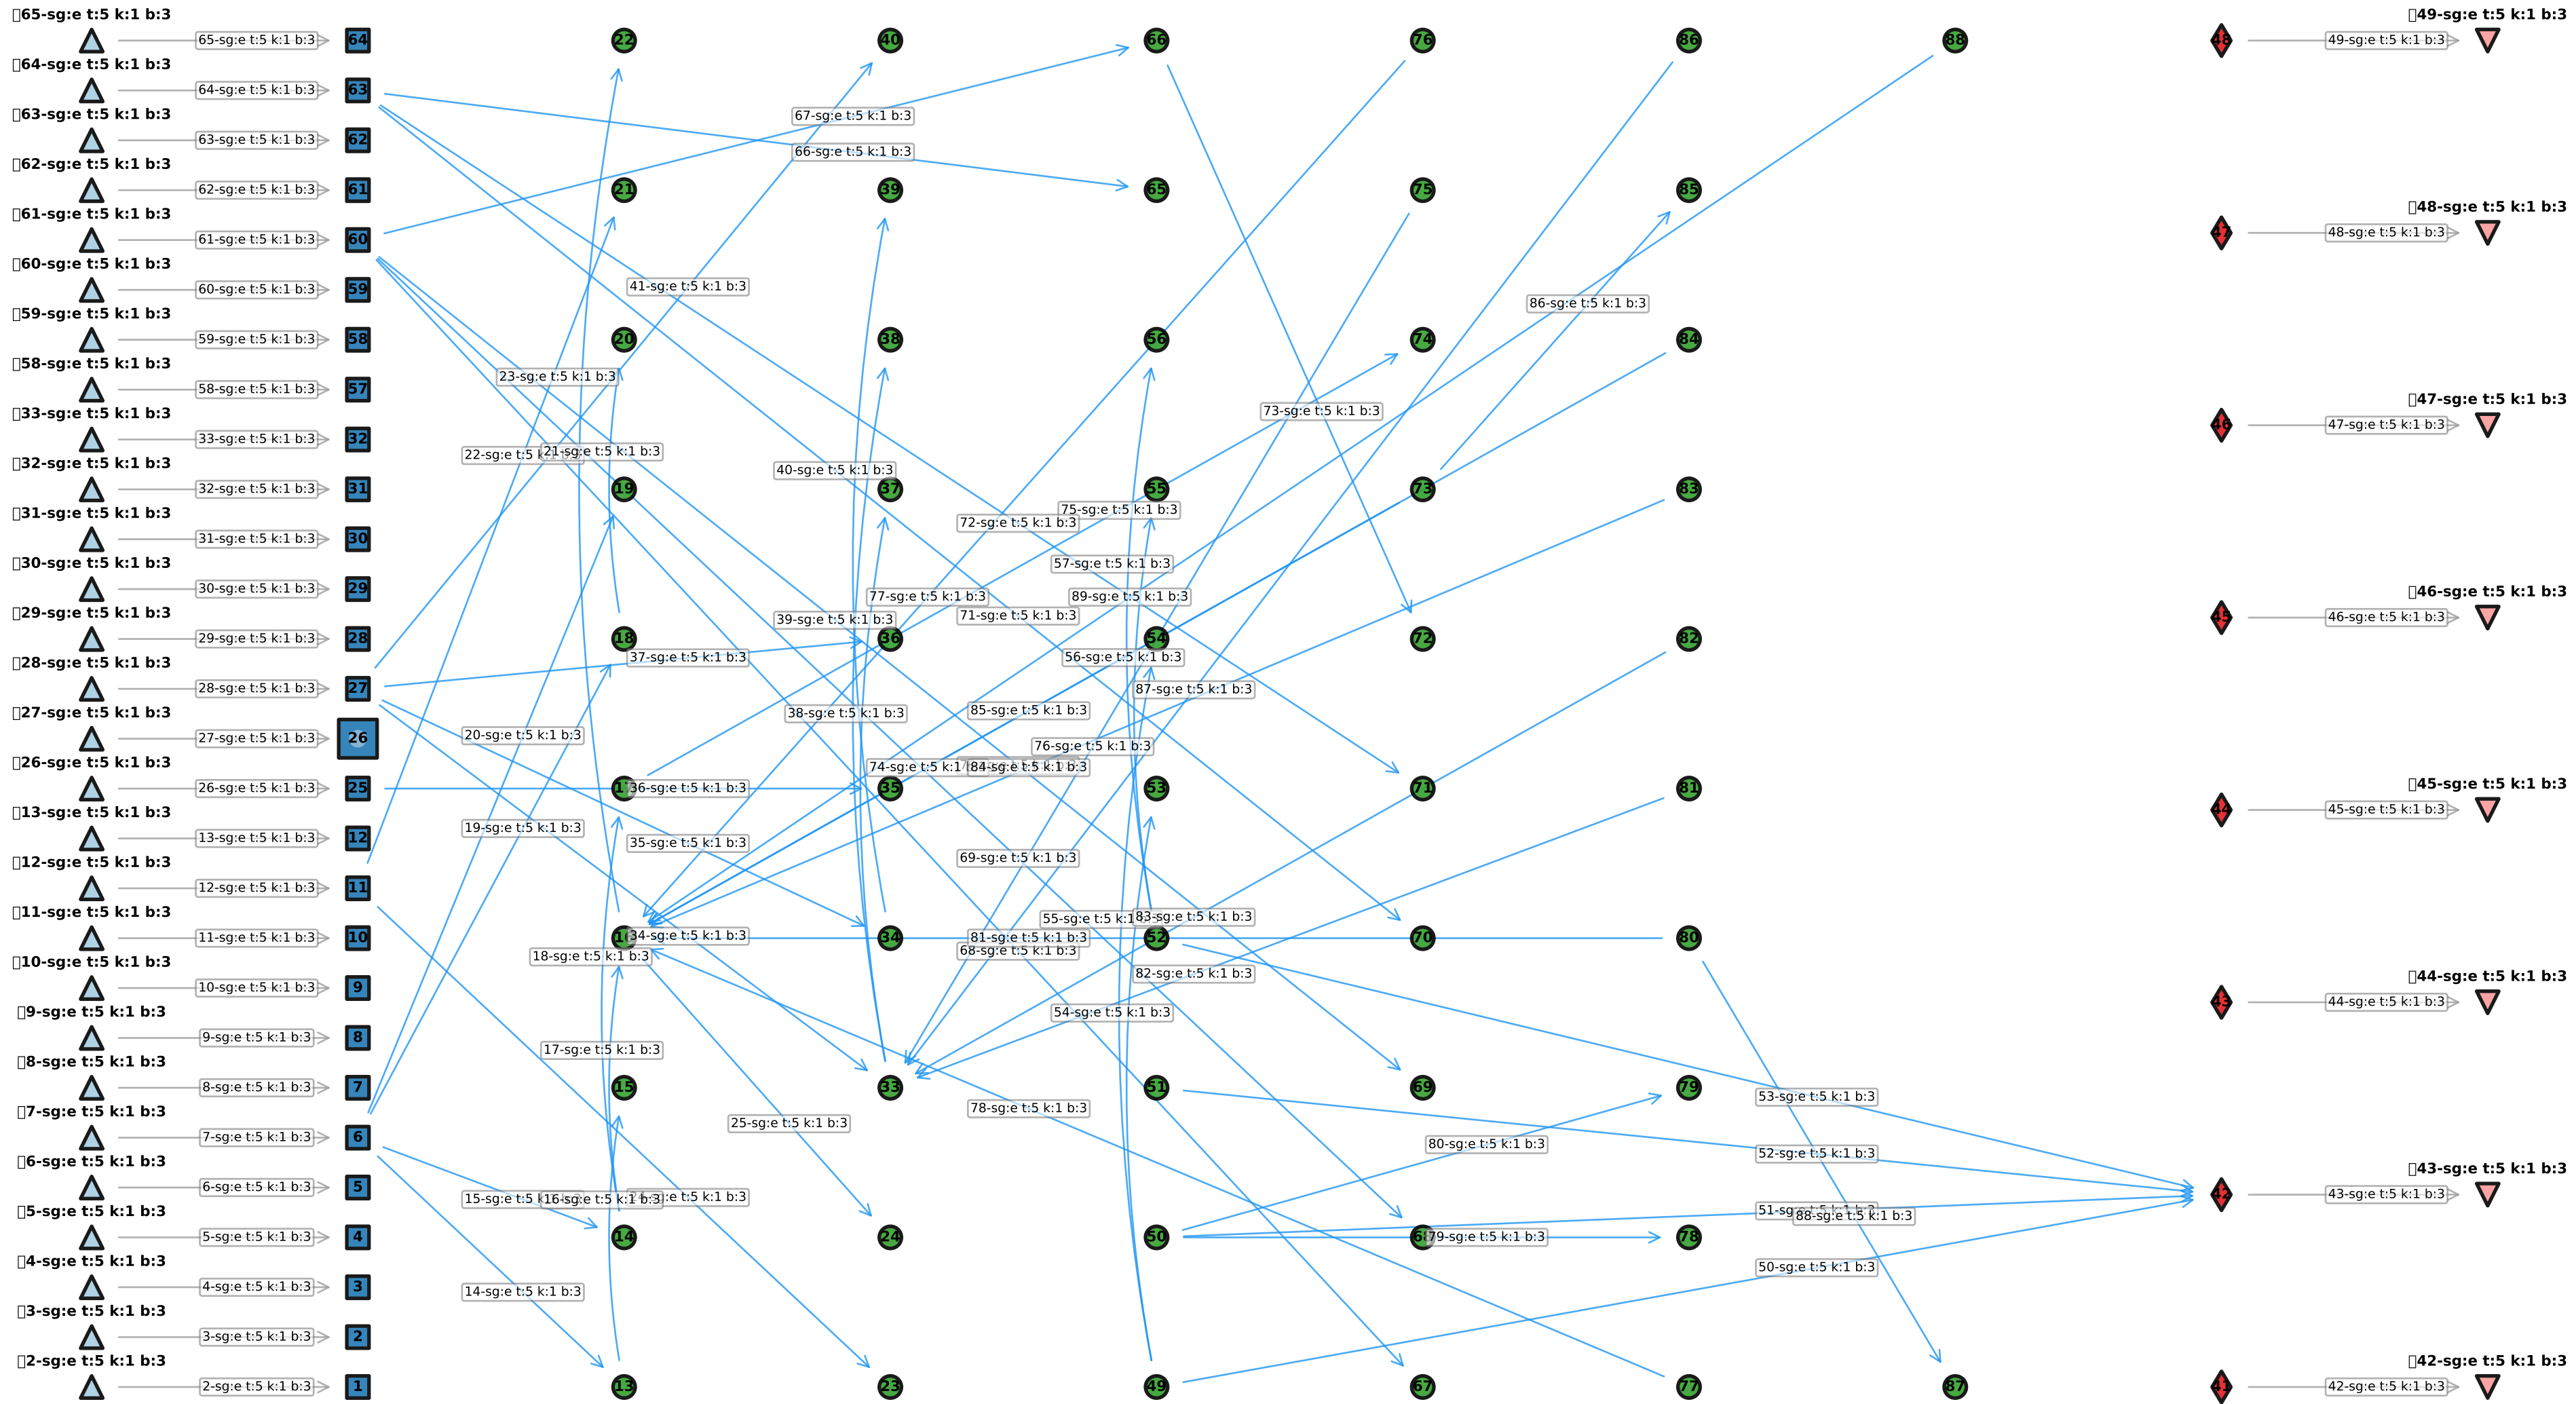 65-sg:e t:5 k:1 b:3
65-sg:e t:5 k:1 b:3
64
22
40
66
76
86
88
48
49-sg:e t:5 k:1 b:3
49-sg:e t:5 k:1 b:3
64-sg:e t:5 k:1 b:3
64-sg:e t:5 k:1 b:3
63
67-sg:e t:5 k:1 b:3
63-sg:e t:5 k:1 b:3
63-sg:e t:5 k:1 b:3
62
66-sg:e t:5 k:1 b:3
62-sg:e t:5 k:1 b:3
62-sg:e t:5 k:1 b:3
61
21
39
65
75
85
61-sg:e t:5 k:1 b:3
61-sg:e t:5 k:1 b:3
60
47
48-sg:e t:5 k:1 b:3
48-sg:e t:5 k:1 b:3
60-sg:e t:5 k:1 b:3
60-sg:e t:5 k:1 b:3
59
41-sg:e t:5 k:1 b:3
86-sg:e t:5 k:1 b:3
59-sg:e t:5 k:1 b:3
59-sg:e t:5 k:1 b:3
58
20
38
56
74
84
58-sg:e t:5 k:1 b:3
58-sg:e t:5 k:1 b:3
57
23-sg:e t:5 k:1 b:3
73-sg:e t:5 k:1 b:3
33-sg:e t:5 k:1 b:3
33-sg:e t:5 k:1 b:3
32
46
47-sg:e t:5 k:1 b:3
47-sg:e t:5 k:1 b:3
22-sg:e t:5 k:1
21-sg:e t:5 k:1 b:3
40-sg:e t:5 k:1 b:3
32-sg:e t:5 k:1 b:3
32-sg:e t:5 k:1 b:3
31
19
37
55
73
83
75-sg:e t:5 k:1 b:3
72-sg:e t:5 k:1 b:3
31-sg:e t:5 k:1 b:3
31-sg:e t:5 k:1 b:3
30
57-sg:e t:5 k:1 b:3
30-sg:e t:5 k:1 b:3
30-sg:e t:5 k:1 b:3
29
77-sg:e t:5 k:1 b:3
89-sg:e t:5 k:1 b:3
39-sg:e t:5 k:1 b:3
71-sg:e t:5 k:1 b:3
45
46-sg:e t:5 k:1 b:3
46-sg:e t:5 k:1 b:3
29-sg:e t:5 k:1 b:3
29-sg:e t:5 k:1 b:3
28
18
36
54
72
82
37-sg:e t:5 k:1 b:3
56-sg:e t:5 k:1 b:3
28-sg:e t:5 k:1 b:3
28-sg:e t:5 k:1 b:3
27
87-sg:e t:5 k:1 b:3
38-sg:e t:5 k:1 b:3
85-sg:e t:5 k:1 b:3
27-sg:e t:5 k:1 b:3
27-sg:e t:5 k:1 b:3
26
20-sg:e t:5 k:1 b:3
76-sg:e t:5 k:1 b:3
74-sg:e t:5 k:1
84-sg:e t:5 k:1 b:3
26-sg:e t:5 k:1 b:3
26-sg:e t:5 k:1 b:3
25
36-sg:e t:5 k:1 b:3
35
53
71
81
44
45-sg:e t:5 k:1 b:3
45-sg:e t:5 k:1 b:3
13-sg:e t:5 k:1 b:3
13-sg:e t:5 k:1 b:3
12
19-sg:e t:5 k:1 b:3
35-sg:e t:5 k:1 b:3
69-sg:e t:5 k:1 b:3
12-sg:e t:5 k:1 b:3
12-sg:e t:5 k:1 b:3
11
55-sg:e t:5 k:1
83-sg:e t:5 k:1 b:3
11-sg:e t:5 k:1 b:3
11-sg:e t:5 k:1 b:3
10
34-sg:e t:5 k:1 b:3
34
81-sg:e t:5 k:1 b:3
52
70
80
18-sg:e t:5 k:1 b:3
68-sg:e t:5 k:1 b:3
82-sg:e t:5 k:1 b:3
10-sg:e t:5 k:1 b:3
10-sg:e t:5 k:1 b:3
9
43
44-sg:e t:5 k:1 b:3
44-sg:e t:5 k:1 b:3
54-sg:e t:5 k:1 b:3
9-sg:e t:5 k:1 b:3
9-sg:e t:5 k:1 b:3
8
17-sg:e t:5 k:1 b:3
8-sg:e t:5 k:1 b:3
8-sg:e t:5 k:1 b:3
7
15
33
51
69
79
53-sg:e t:5 k:1 b:3
78-sg:e t:5 k:1 b:3
25-sg:e t:5 k:1 b:3
7-sg:e t:5 k:1 b:3
7-sg:e t:5 k:1 b:3
6
80-sg:e t:5 k:1 b:3
52-sg:e t:5 k:1 b:3
6-sg:e t:5 k:1 b:3
6-sg:e t:5 k:1 b:3
5
15-sg:e t:5
16-sg:e t:5 k:1 b:3
sg:e t:5 k:1 b:3
42
43-sg:e t:5 k:1 b:3
43-sg:e t:5 k:1 b:3
51-sg:e
88-sg:e t:5 k:1 b:3
5-sg:e t:5 k:1 b:3
5-sg:e t:5 k:1 b:3
4
14
24
50
79-sg:e t:5 k:1 b:3
78
50-sg:e t:5 k:1 b:3
4-sg:e t:5 k:1 b:3
4-sg:e t:5 k:1 b:3
3
14-sg:e t:5 k:1 b:3
3-sg:e t:5 k:1 b:3
3-sg:e t:5 k:1 b:3
2
2-sg:e t:5 k:1 b:3
2-sg:e t:5 k:1 b:3
1
13
23
49
67
77
87
41
42-sg:e t:5 k:1 b:3
42-sg:e t:5 k:1 b:3